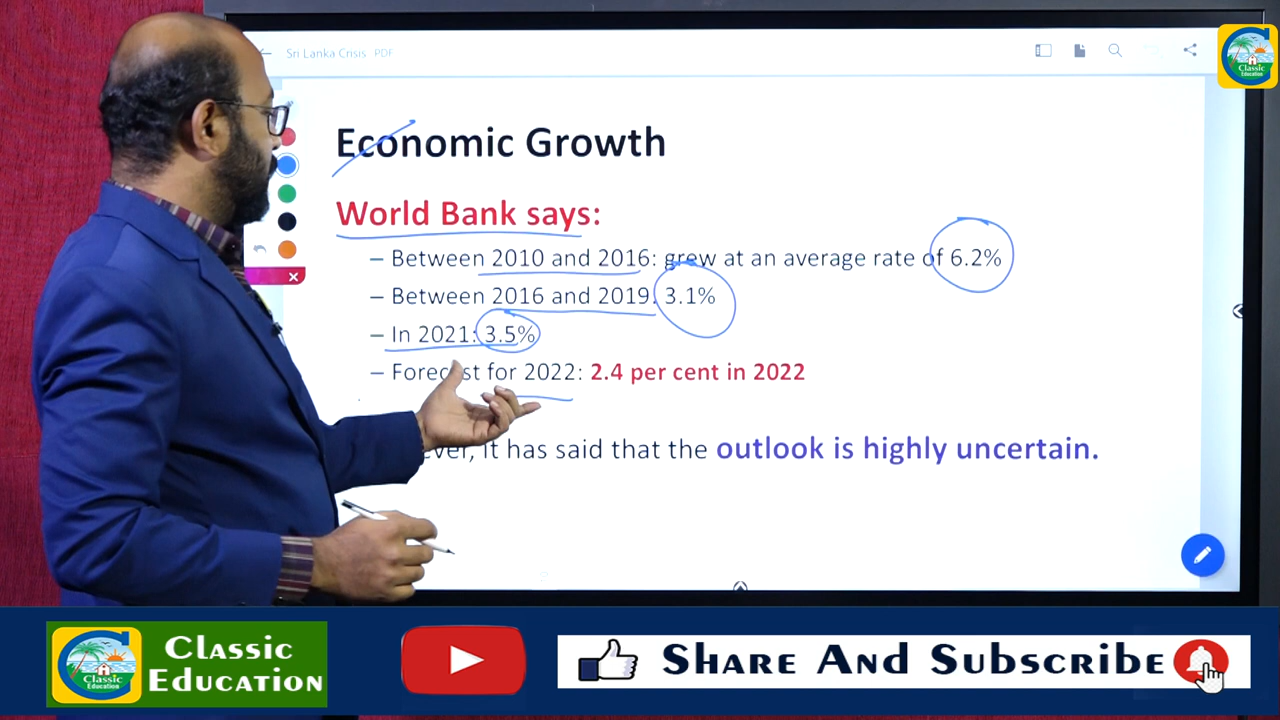 Sri Lanka Crisis PDF
Classic
Education
Economic Growth
World Bank says:
– Between 2010 and 2016: grew at an average rate of 6.2%
– Between 2016 and 2019: 3.1%
– In 2021: 3.5%
– Forecast for 2022: 2.4 per cent in 2022
it has said that the outlook is highly uncertain.
Classic
Education
CLASSIC
EDUCATION
SHARE AND SUBSCRIBE